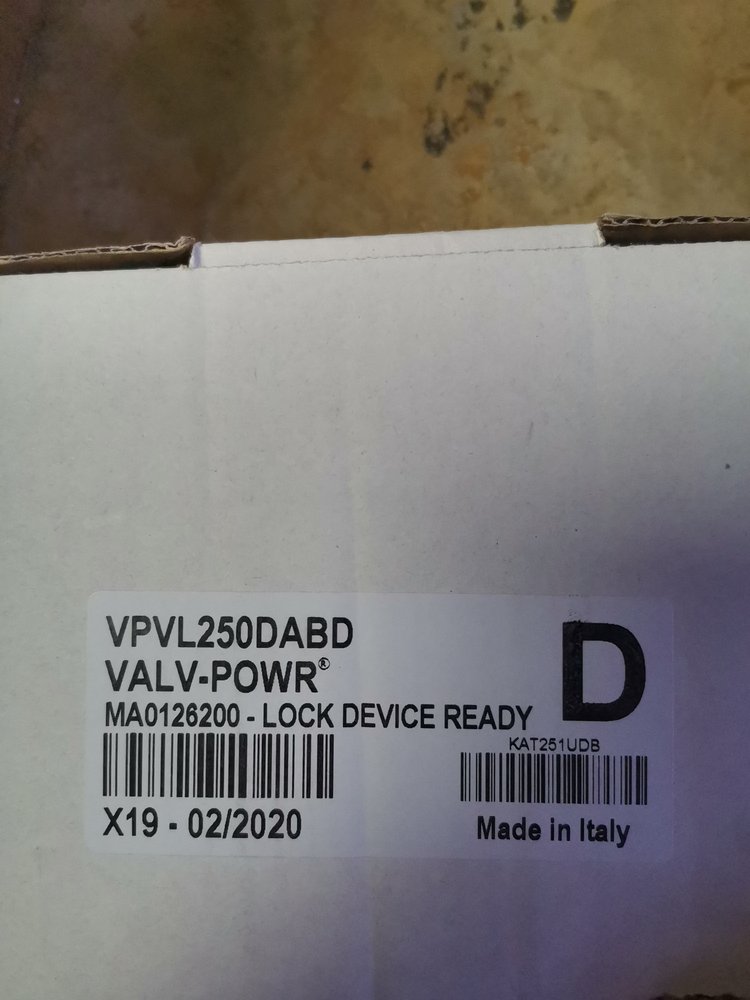 VPVL250DABD
VALV-POWR®
MA0126200 - LOCK DEVICE READY
D
KAT251UDB
X19 - 02/2020
Made in Italy